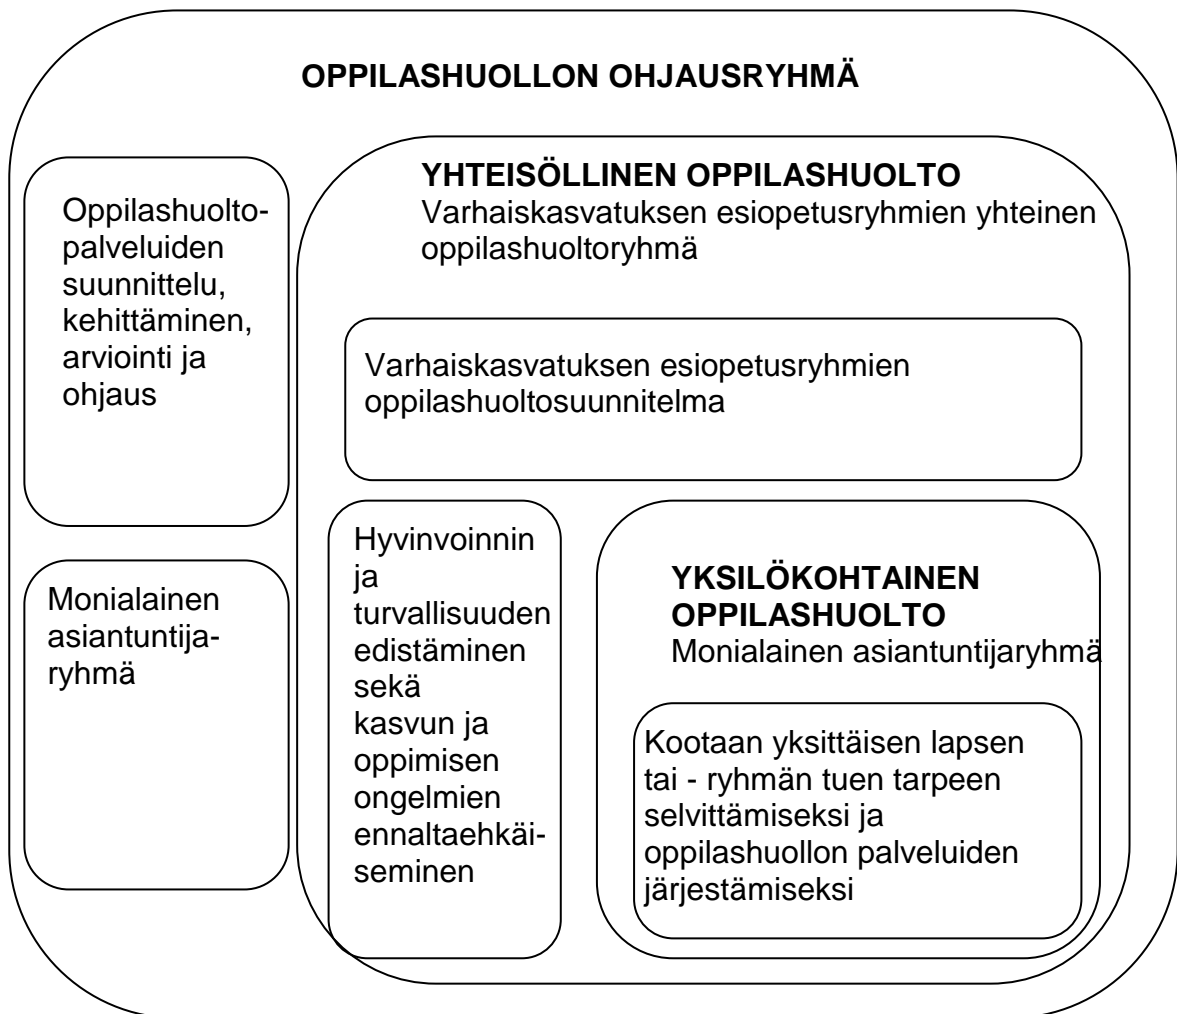 OPPILASHUOLLON OHJAUSRYHMÄ
Oppilashuolto-
palveluiden
suunnittelu,
kehittäminen,
arviointi ja
ohjaus
Monialainen
asiantuntija-
ryhmä
YHTEISÖLLINEN OPPILASHUOLTO
Varhaiskasvatuksen esiopetusryhmien yhteinen
oppilashuoltoryhmä
Varhaiskasvatuksen esiopetusryhmien
oppilashuoltosuunnitelma
Hyvinvoinnin
ja
turvallisuuden
edistäminen
sekä
kasvun ja
oppimisen
ongelmien
ennaltaehkäi-
seminen
YKSILÖKOHTAINEN
OPPILASHUOLTO
Monialainen asiantuntijaryhmä
Kootaan yksittäisen lapsen
tai - ryhmän tuen tarpeen
selvittämiseksi ja
oppilashuollon palveluiden
järjestämiseksi